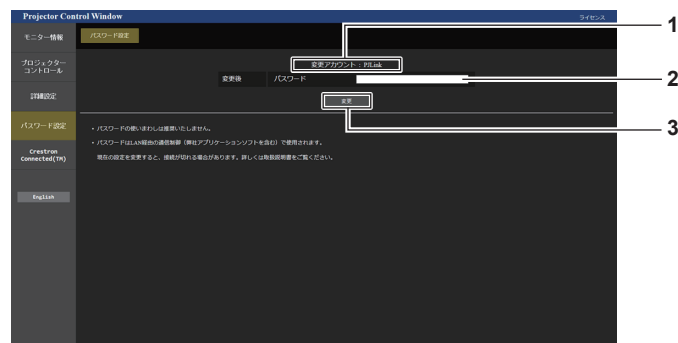 Projector Control Window
ライセンス
モニター情報
パスワード設定
プロジェクター
コントロール
変更アカウント : PJLink
変更後 パスワード
詳細設定
変更
パスワード設定
• パスワードの使いまわしは推奨いたしません。
• パスワードはLAN経由の通信制御（弊社アプリケーションソフトを含む）で使用されます。
現在の設定を変更すると、接続が切れる場合があります。詳しくは取扱説明書をご覧ください。
Crestron
Connected(TM)
English
1
2
3